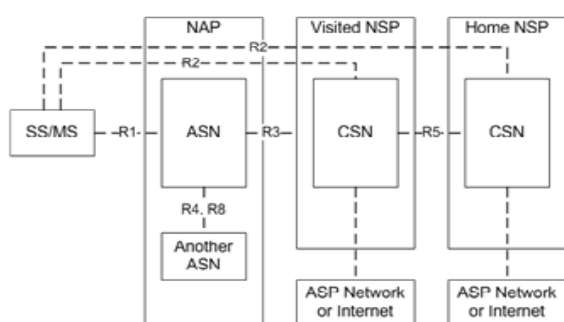 NAP
Visited NSP
Home NSP
R2
R2
SS/MS
R1
ASN
R3
CSN
R5
CSN
R4, R8
Another
ASN
ASP Network
or Internet
ASP Network
or Internet